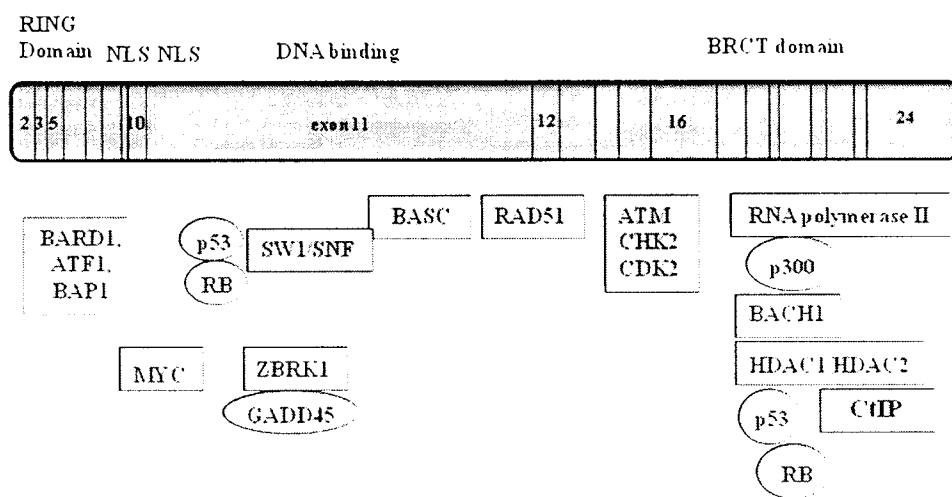 RING
Domain NLS NLS DNA binding BRCT domain
2 3 5 10 exon11 12 16 24
BARD1,
ATF1,
BAP1
p53
RB
SW1/SNF
BASC
RAD51
ATM
CHK2
CDK2
RNA polymerase II
p300
BACH1
MYC
ZBRK1
GADD45
HDAC1 HDAC2
p53
CtIP
RB